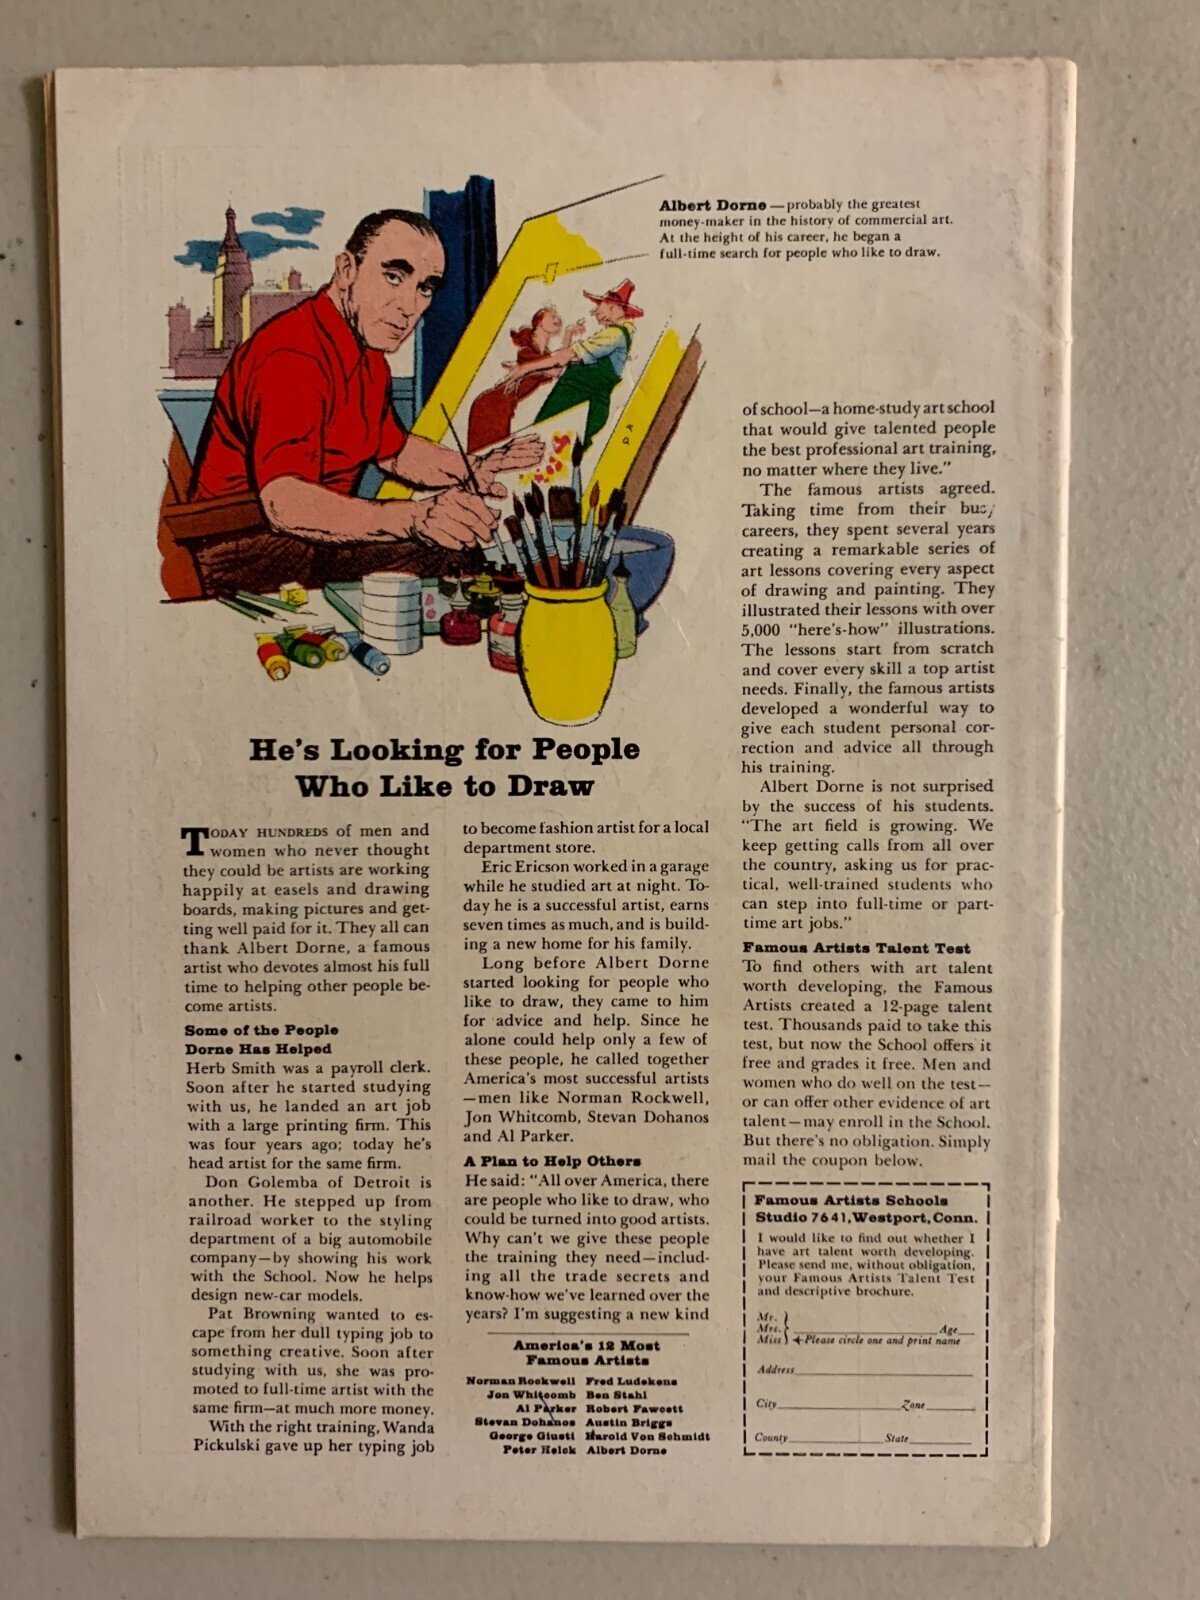 Albert Dorne — probably the greatest
money-maker in the history of commercial art.
At the height of his career, he began a
full-time search for people who like to draw.
He's Looking for People
Who Like to Draw
TODAY HUNDREDS of men and
women who never thought
they could be artists are working
happily at easels and drawing
boards, making pictures and get-
ting well paid for it. They all can
thank Albert Dorne, a famous
artist who devotes almost his full
time to helping other people be-
come artists.
Some of the People
Dorne Has Helped
Herb Smith was a payroll clerk.
Soon after he started studying
with us, he landed an art job
with a large printing firm. This
was four years ago; today he's
head artist for the same firm.
Don Golemba of Detroit is
another. He stepped up from
railroad worker to the styling
department of a big automobile
company—by showing his work
with the School. Now he helps
design new-car models.
Pat Browning wanted to es-
cape from her dull typing job to
something creative. Soon after
studying with us, she was pro-
moted to full-time artist with the
same firm—at much more money.
With the right training, Wanda
Pickulski gave up her typing job
to become fashion artist for a local
department store.
Eric Ericson worked in a garage
while he studied art at night. To-
day he is a successful artist, earns
seven times as much, and is build-
ing a new home for his family.
Long before Albert Dorne
started looking for people who
like to draw, they came to him
for advice and help. Since he
alone could help only a few of
these people, he called together
America's most successful artists
—men like Norman Rockwell,
Jon Whitcomb, Stevan Dohanos
and Al Parker.
A Plan to Help Others
He said: "All over America, there
are people who like to draw, who
could be turned into good artists.
Why can't we give these people
the training they need—includ-
ing all the trade secrets and
know-how we've learned over the
years? I'm suggesting a new kind
America's 12 Most
Famous Artists
Norman Rockwell Fred Ludekens
Jon Whitcomb Ben Stahl
Al Parker Robert Fawcett
Stevan Dohanos Austin Briggs
George Giusti Harold Von Schmidt
Peter Helck Albert Dorne
of school—a home-study art school
that would give talented people
the best professional art training,
no matter where they live."
The famous artists agreed.
Taking time from their busy
careers, they spent several years
creating a remarkable series of
art lessons covering every aspect
of drawing and painting. They
illustrated their lessons with over
5,000 "here's-how" illustrations.
The lessons start from scratch
and cover every skill a top artist
needs. Finally, the famous artists
developed a wonderful way to
give each student personal cor-
rection and advice all through
his training.
Albert Dorne is not surprised
by the success of his students.
"The art field is growing. We
keep getting calls from all over
the country, asking us for prac-
tical, well-trained students who
can step into full-time or part-
time art jobs."
Famous Artists Talent Test
To find others with art talent
worth developing, the Famous
Artists created a 12-page talent
test. Thousands paid to take this
test, but now the School offers it
free and grades it free. Men and
women who do well on the test—
or can offer other evidence of art
talent—may enroll in the School.
But there's no obligation. Simply
mail the coupon below.
Famous Artists Schools
Studio 7641, Westport, Conn.
I would like to find out whether I
have art talent worth developing.
Please send me, without obligation,
your Famous Artists Talent Test
and descriptive brochure.
Mr.
Mrs. Age
Miss Please circle one and print name
Address
City Zone
County State